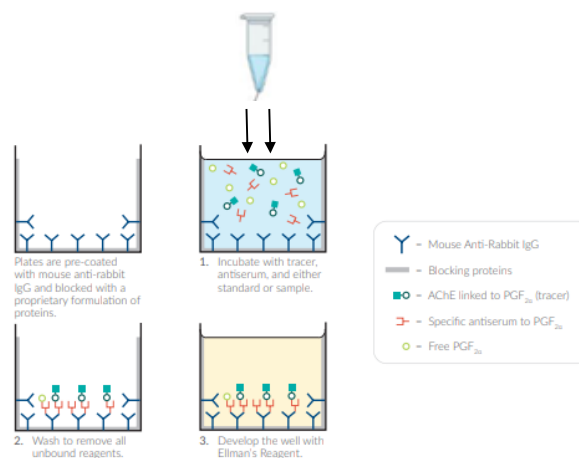 Plates are pre-coated
with mouse anti-rabbit
IgG and blocked with a
proprietary formulation of
proteins.
1. Incubate with tracer,
antiserum, and either
standard or sample.
2. Wash to remove all
unbound reagents.
3. Develop the well with
Ellman's Reagent.
= Mouse Anti-Rabbit IgG
= Blocking proteins
= AChE linked to PGF₂α (tracer)
= Specific antiserum to PGF₂α
= Free PGF₂α